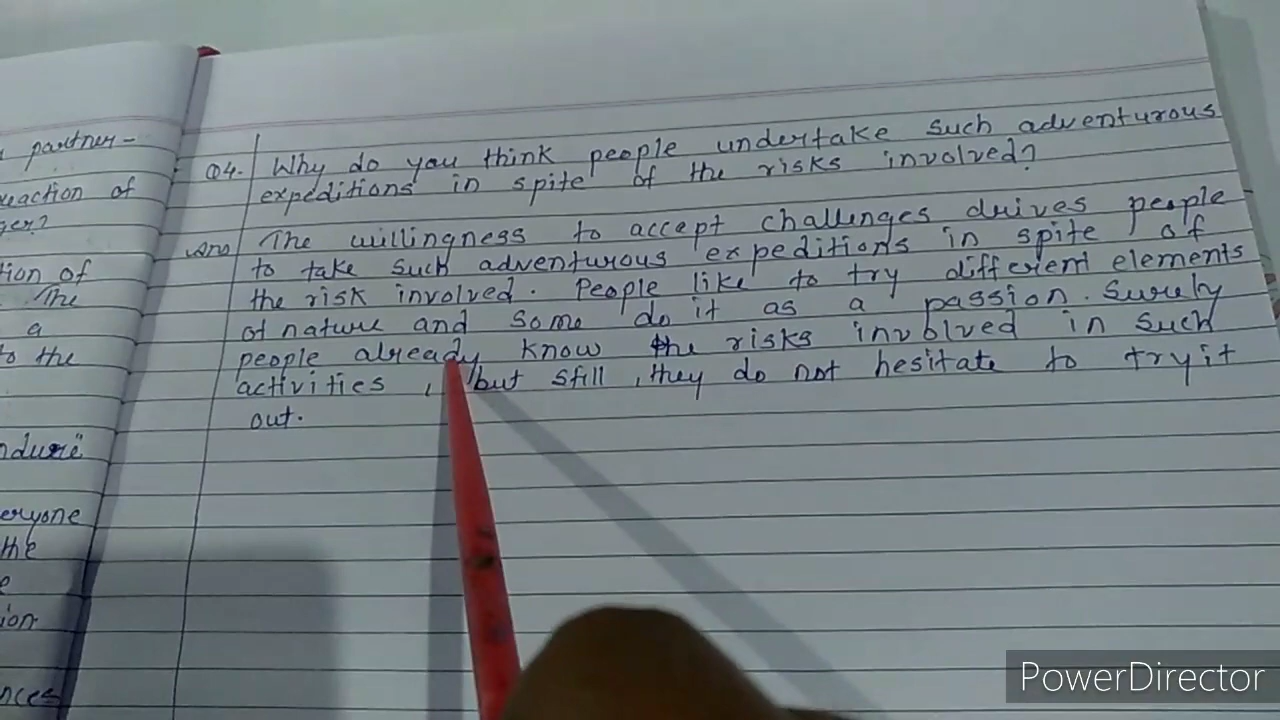 partner-
reaction of
ger?
tion of
The
a
to the
ndure"
eryone
the
e
ion
nces
Q4. Why do you think people undertake such adventurous
expeditions in spite of the risks involved?
Ans The willingness to accept challenges drives people
to take such adventurous expeditions in spite of
the risk involved. People like to try different elements
of nature and some do it as a passion. Surely
people already know the risks involved in such
activities, but still, they do not hesitate to tryit
out.
PowerDirector